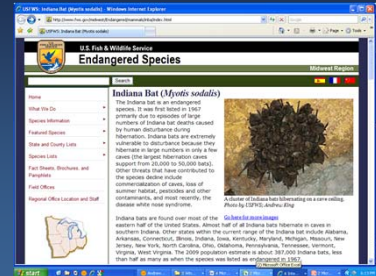 USFWS: Indiana Bat (Myotis sodalis) - Windows Internet Explorer
USFWS: Indiana Bat (Myotis sodalis)
Page
Tools
U.S. Fish & Wildlife Service
Endangered Species
Midwest Region
Search
Home
What We Do
Species Information
Featured Species
State and County Lists
Species Lists
Fact Sheets, Brochures, and
Pamphlets
Field Offices
Regional Office Location and Staff
Indiana Bat (Myotis sodalis)
The Indiana bat is an endangered
species. It was first listed in 1967
primarily due to episodes of large
numbers of Indiana bat deaths caused
by human disturbance during
hibernation. Indiana bats are extremely
vulnerable to disturbance because they
hibernate in large numbers in only a few
caves (the largest hibernation caves
support from 20,000 to 50,000 bats).
Other threats that have contributed to
the species decline include
commercialization of caves, loss of
summer habitat, pesticides and other
contaminants, and most recently, the
disease white nose syndrome.
A cluster of Indiana bats hibernating on a cave ceiling.
Photo by USFWS; Andrew King
Go here for more images
Indiana bats are found over most of the
eastern half of the United States. Almost half of all Indiana bats hibernate in caves in
southern Indiana. Other states within the current range of the Indiana bat include Alabama,
Arkansas, Connecticut, Illinois, Indiana, Iowa, Kentucky, Maryland, Michigan, Missouri, New
Jersey, New York, North Carolina, Ohio, Oklahoma, Pennsylvania, Tennessee, Vermont,
Virginia, West Virginia. The 2009 population estimate is about 387,000 Indiana bats, less
than half as many as when the species was listed as endangered in 1967.
start